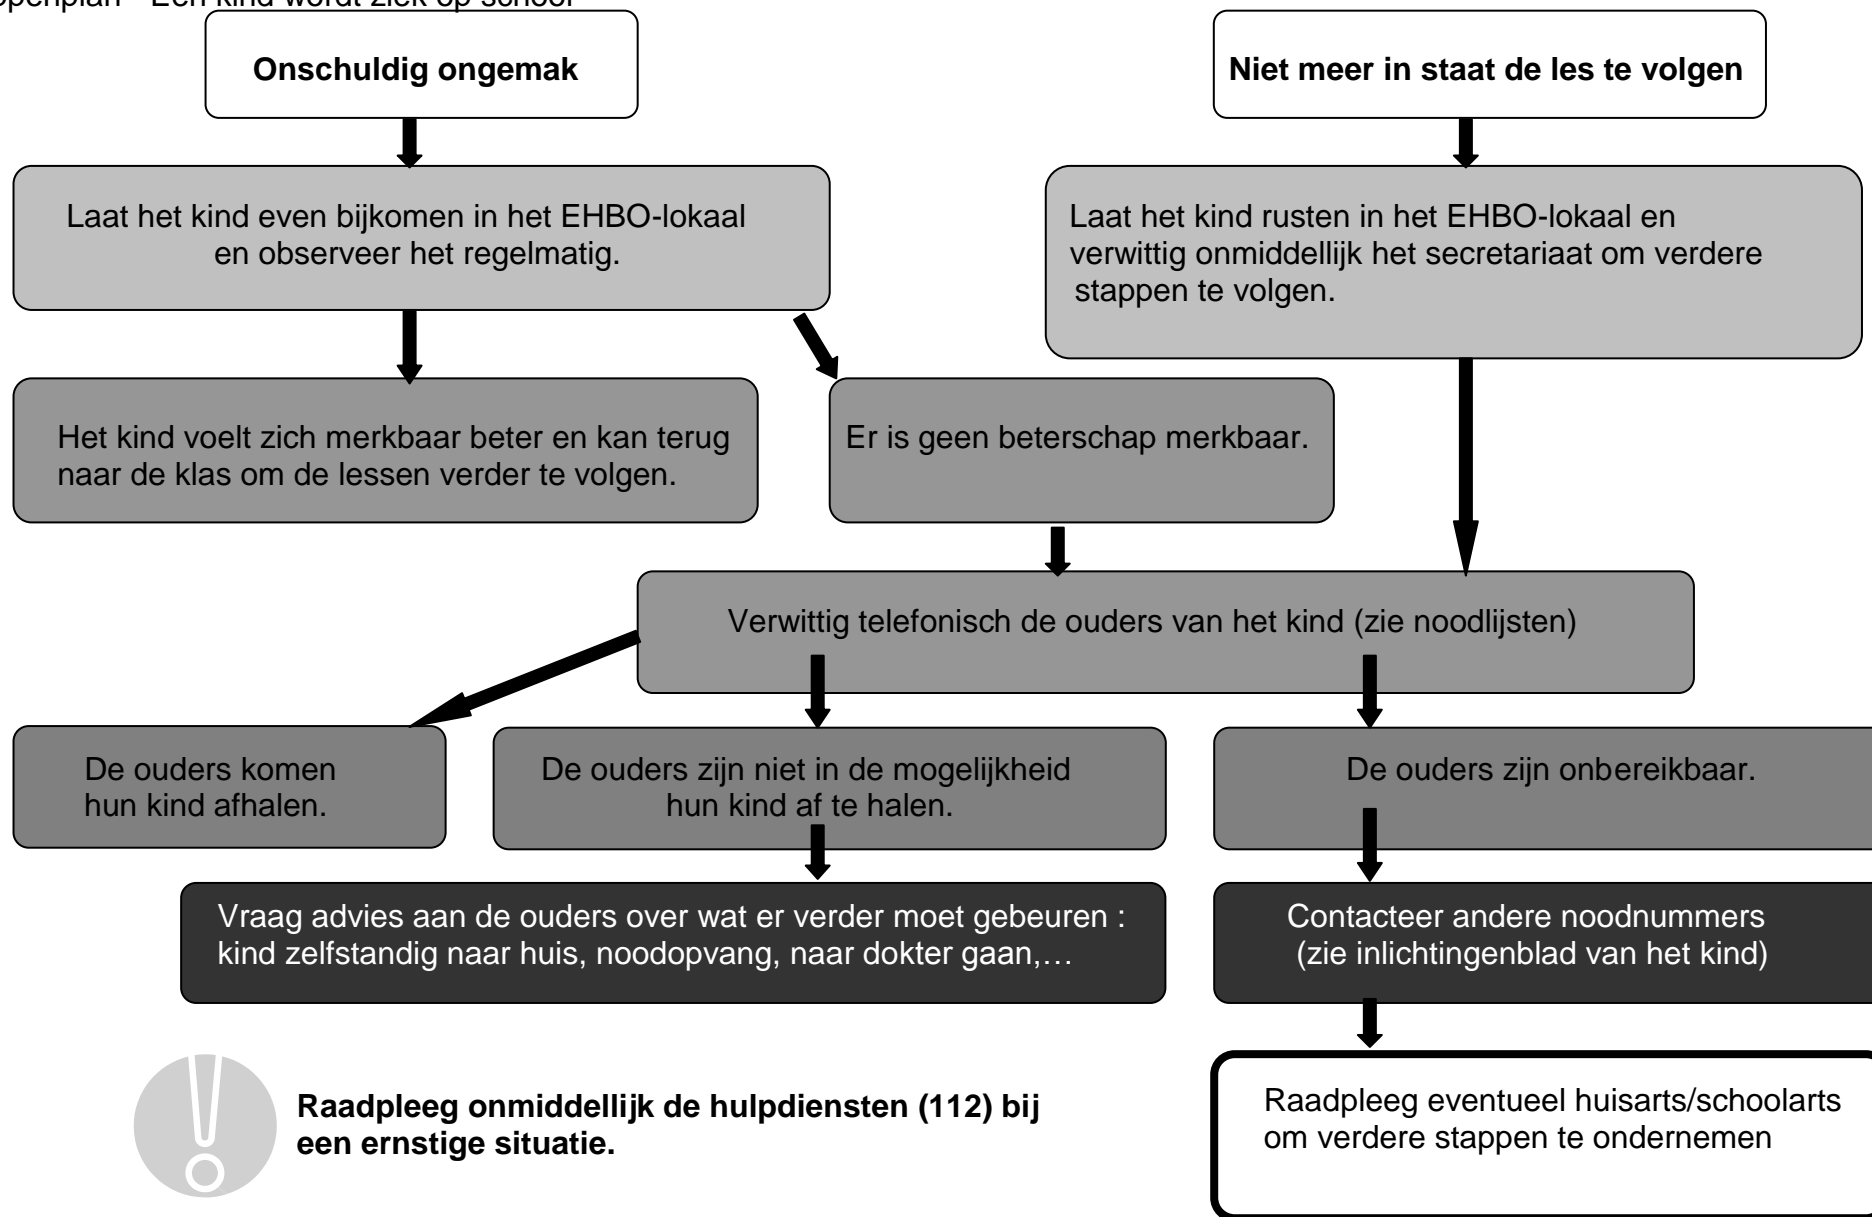 Een kind wordt ziek op school
Onschuldig ongemak
Niet meer in staat de les te volgen
Laat het kind even bijkomen in het EHBO-lokaal
en observeer het regelmatig.
Laat het kind rusten in het EHBO-lokaal en
verwittig onmiddellijk het secretariaat om verdere
stappen te volgen.
Het kind voelt zich merkbaar beter en kan terug
naar de klas om de lessen verder te volgen.
Er is geen beterschap merkbaar.
Verwittig telefonisch de ouders van het kind (zie noodlijsten)
De ouders komen
hun kind afhalen.
De ouders zijn niet in de mogelijkheid
hun kind af te halen.
De ouders zijn onbereikbaar.
Vraag advies aan de ouders over wat er verder moet gebeuren :
kind zelfstandig naar huis, noodopvang, naar dokter gaan,…
Contacteer andere noodnummers
(zie inlichtingenblad van het kind)
Raadpleeg onmiddellijk de hulpdiensten (112) bij
een ernstige situatie.
Raadpleeg eventueel huisarts/schoolarts
om verdere stappen te ondernemen